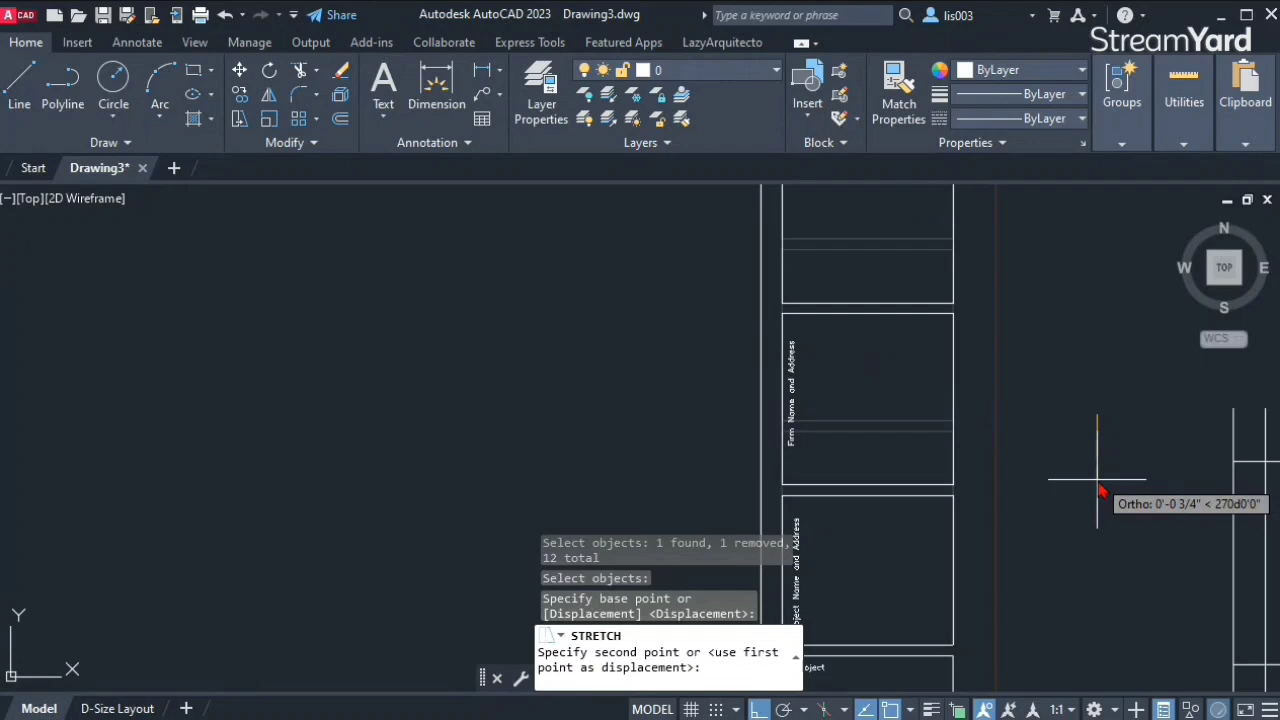 CAD
Share
Autodesk AutoCAD 2023 Drawing3.dwg
Type a keyword or phrase
lis003
StreamYard
Home Insert Annotate View Manage Output Add-ins Collaborate Express Tools Featured Apps LazyArquitecto
Line Polyline Circle Arc
Text Dimension
Layer
Properties
0
Insert
Match
Properties
ByLayer
ByLayer
ByLayer
Groups Utilities Clipboard
Draw Modify Annotation Layers Block Properties
Start Drawing3*
[−][Top][2D Wireframe]
N
W TOP E
S
WCS
Firm Name and Address
Ortho: 0'-0 3/4" < 270d0'0"
oject Name and Address
oject
Select objects: 1 found, 1 removed,
12 total
Select objects:
Specify base point or
[Displacement] <Displacement>:
STRETCH
Specify second point or <use first
point as displacement>:
Y
X
Model D-Size Layout
MODEL 1:1